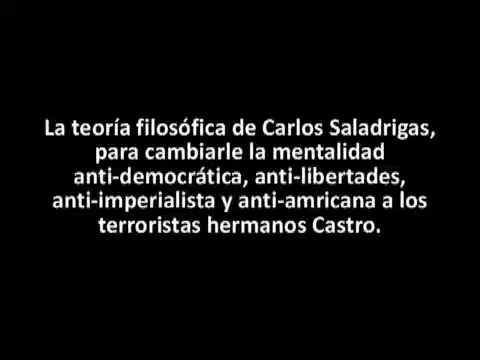 La teoría filosófica de Carlos Saladrigas,
para cambiarle la mentalidad
anti-democrática, anti-libertades,
anti-imperialista y anti-amricana a los
terroristas hermanos Castro.